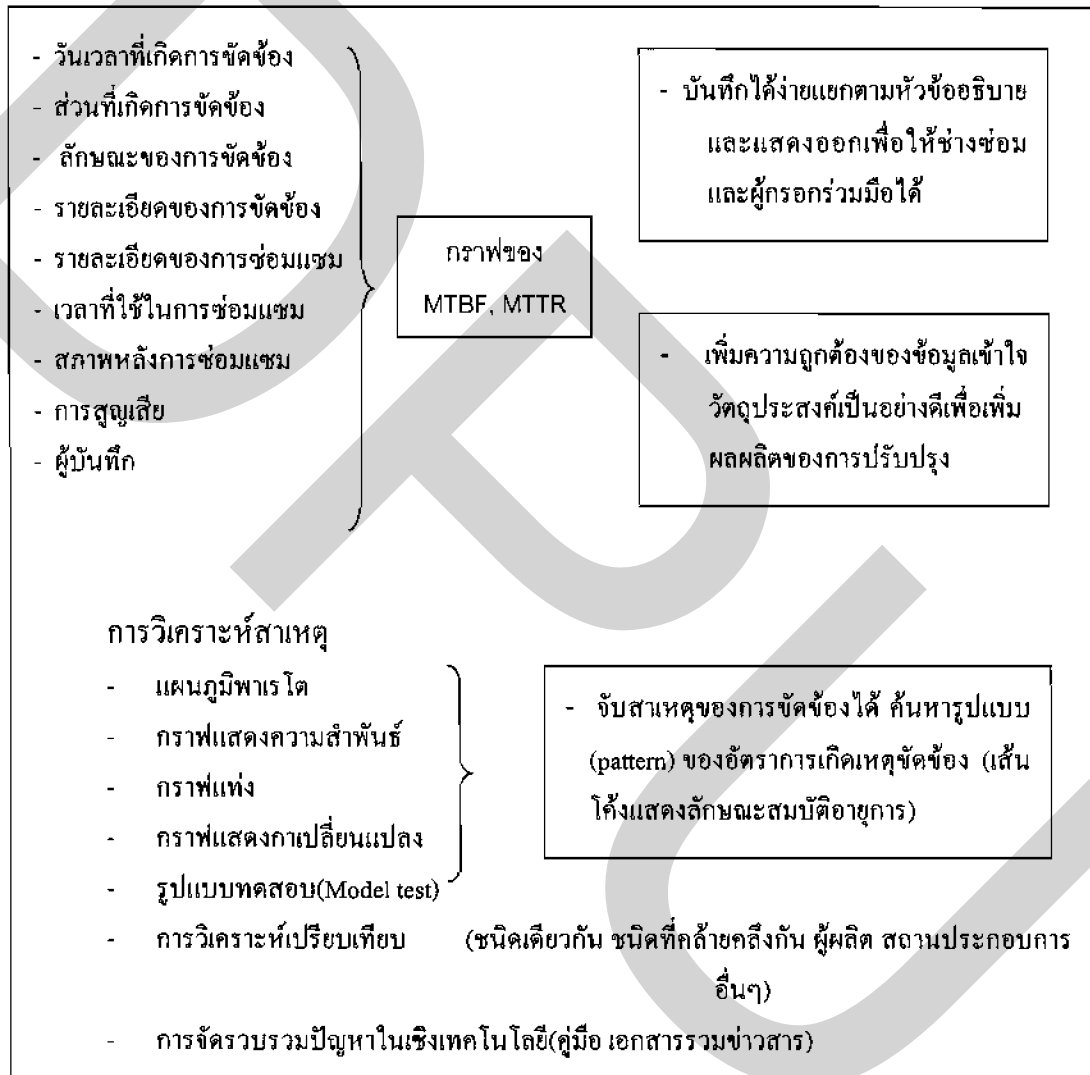 - วันเวลาที่เกิดการขัดข้อง
- ส่วนที่เกิดการขัดข้อง
- ลักษณะของการขัดข้อง
- รายละเอียดของการขัดข้อง
- รายละเอียดของการซ่อมแซม
- เวลาที่ใช้ในการซ่อมแซม
- สภาพหลังการซ่อมแซม
- การสูญเสีย
- ผู้บันทึก
กราฟของ
MTBF, MTTR
- บันทึกได้ง่ายแยกตามหัวข้ออธิบาย
และแสดงออกเพื่อให้ช่างซ่อม
และผู้กรอกร่วมมือได้
- เพิ่มความถูกต้องของข้อมูลเข้าใจ
วัตถุประสงค์เป็นอย่างดีเพื่อเพิ่ม
ผลผลิตของการปรับปรุง
การวิเคราะห์สาเหตุ
- แผนภูมิพาเรโต
- กราฟแสดงความสำพันธ์
- กราฟแท่ง
- กราฟแสดงกาเปลี่ยนแปลง
- รูปแบบทดสอบ(Model test)
- จับสาเหตุของการขัดข้องได้ ค้นหารูปแบบ
(pattern) ของอัตราการเกิดเหตุขัดข้อง (เส้น
โค้งแสดงลักษณะสมบัติอายุการ)
- การวิเคราะห์เปรียบเทียบ (ชนิดเดียวกัน ชนิดที่คล้ายคลึงกัน ผู้ผลิต สถานประกอบการ
อื่นๆ)
- การจัดรวบรวมปัญหาในเชิงเทคโนโลยี(คู่มือ เอกสารรวมข่าวสาร)
DPU